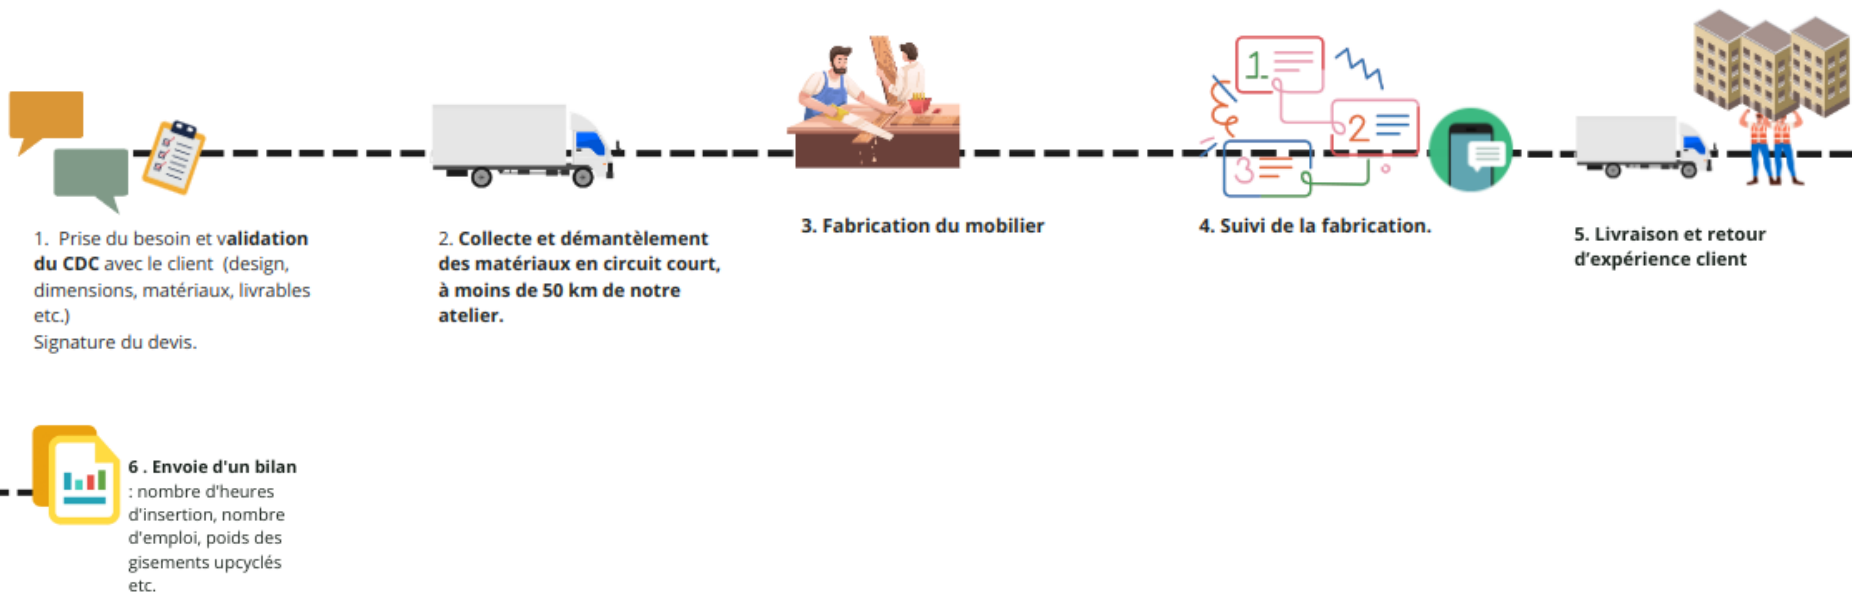 1.
2
3
1. Prise du besoin et validation
du CDC avec le client (design,
dimensions, matériaux, livrables
etc.)
Signature du devis.
2. Collecte et démantèlement
des matériaux en circuit court,
à moins de 50 km de notre
atelier.
3. Fabrication du mobilier
4. Suivi de la fabrication.
5. Livraison et retour
d'expérience client
6 . Envoie d'un bilan
: nombre d'heures
d'insertion, nombre
d'emploi, poids des
gisements upcyclés
etc.